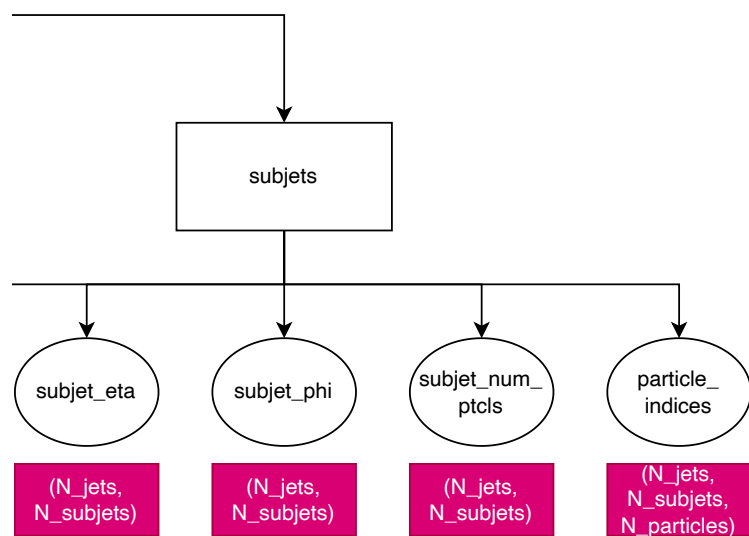 subjets
subjet_eta
subjet_phi
subjet_num_
ptcls
particle_
indices
(N_jets,
N_subjets)
(N_jets,
N_subjets)
(N_jets,
N_subjets)
(N_jets,
N_subjets,
N_particles)